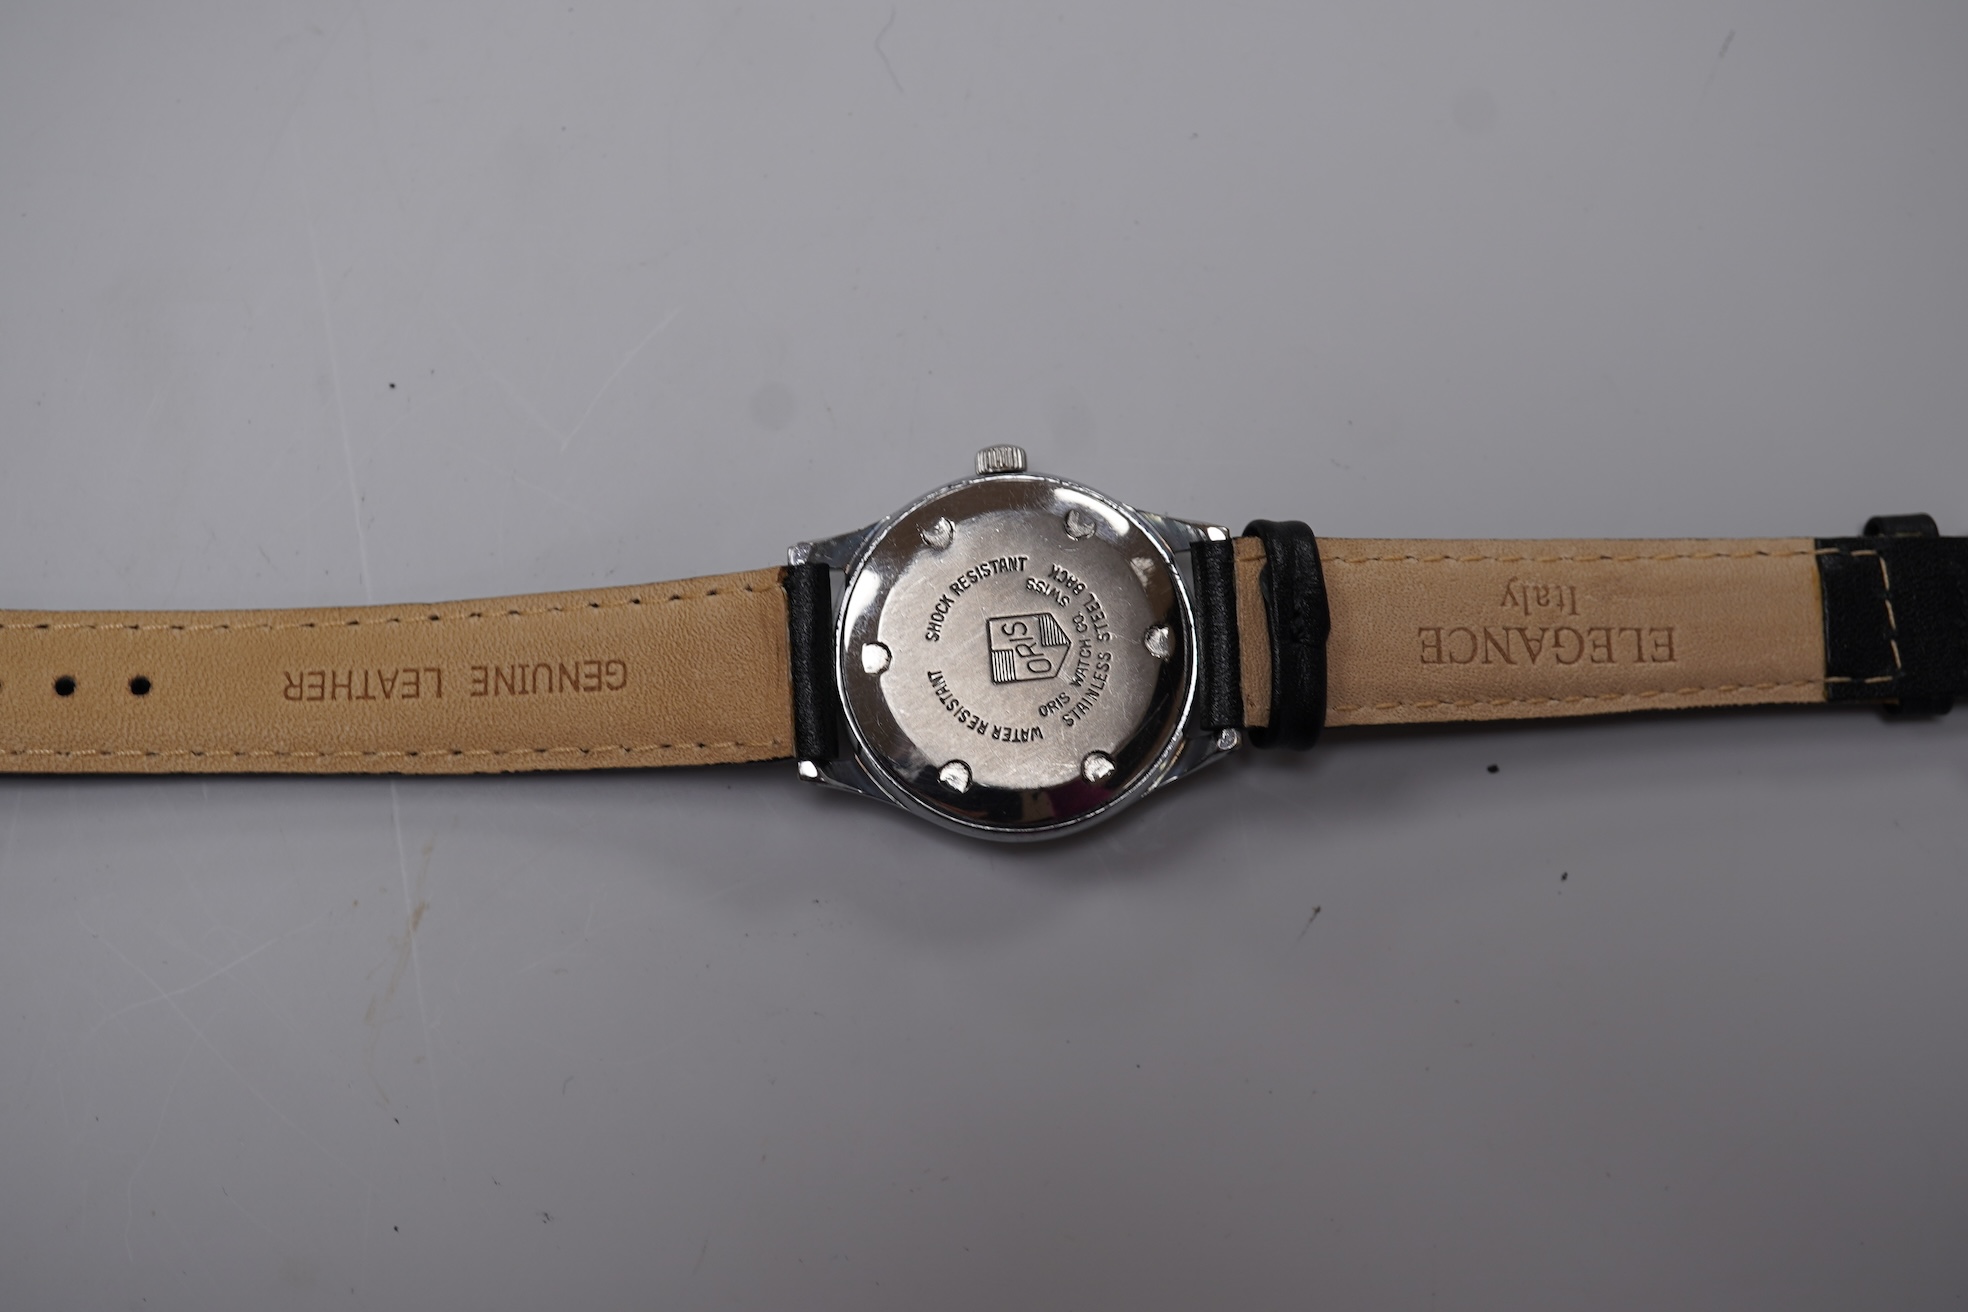 GENUINE LEATHER
SHOCK RESISTANT
WATER RESISTANT
ORIS
ORIS WATCH CO. SWISS
STAINLESS STEEL BACK
ELEGANCE
Italy